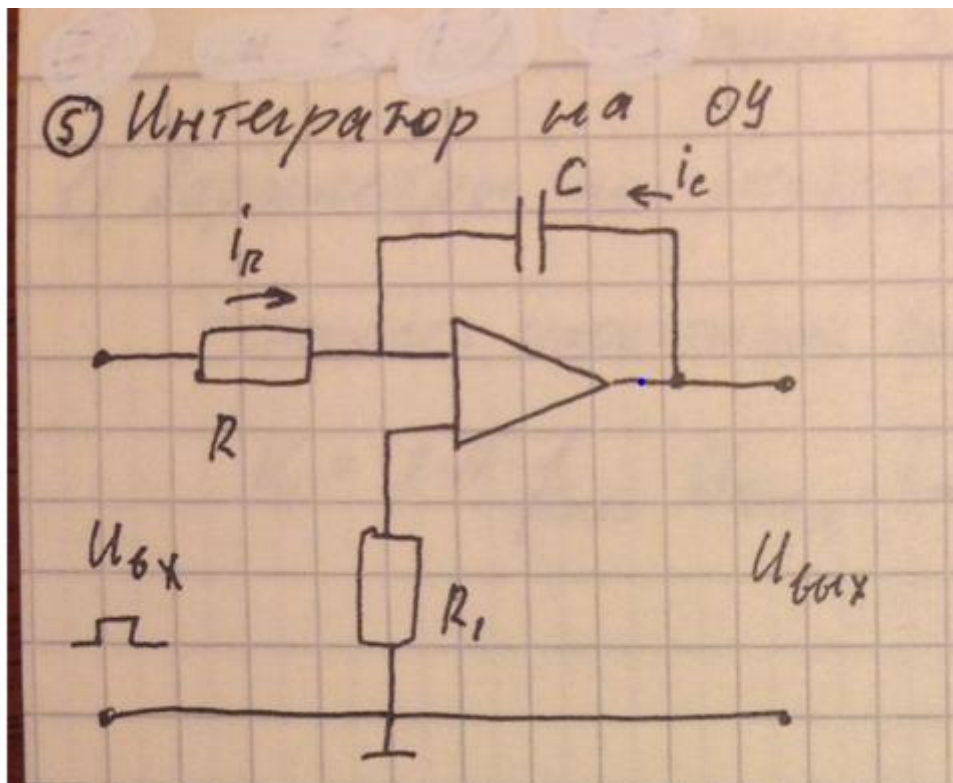 ⑤ Интегратор на ОУ
C
i_c
i_R
R
U_вх
R_1
U_вых